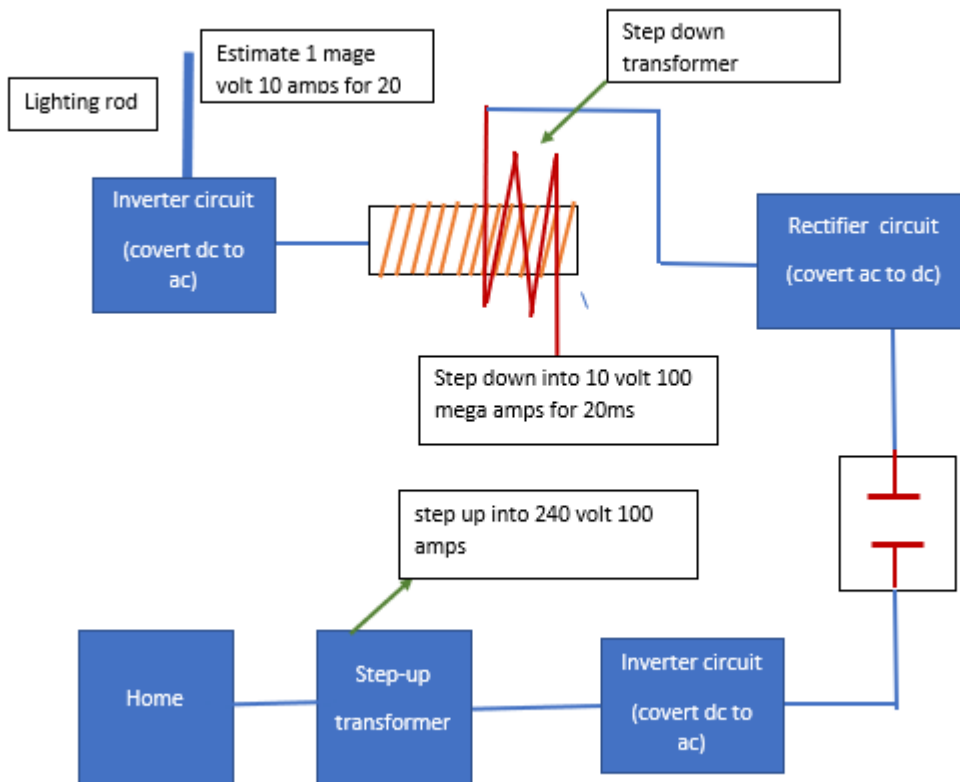 Estimate 1 mage
volt 10 amps for 20
Lighting rod
Step down
transformer
Inverter circuit
(covert dc to
ac)
Rectifier circuit
(covert ac to dc)
Step down into 10 volt 100
mega amps for 20ms
step up into 240 volt 100
amps
Home
Step-up
transformer
Inverter circuit
(covert dc to
ac)